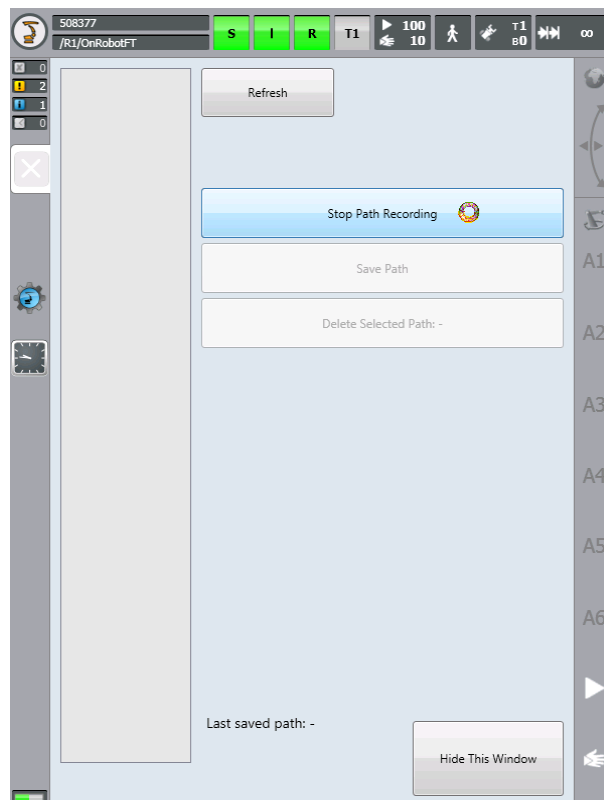 508377
/R1/OnRobotFT
S I R T1 100 10 T1 B0 ∞
0
2
1
0
Refresh
Stop Path Recording
Save Path
Delete Selected Path: -
A1
A2
A3
A4
A5
A6
Last saved path: -
Hide This Window